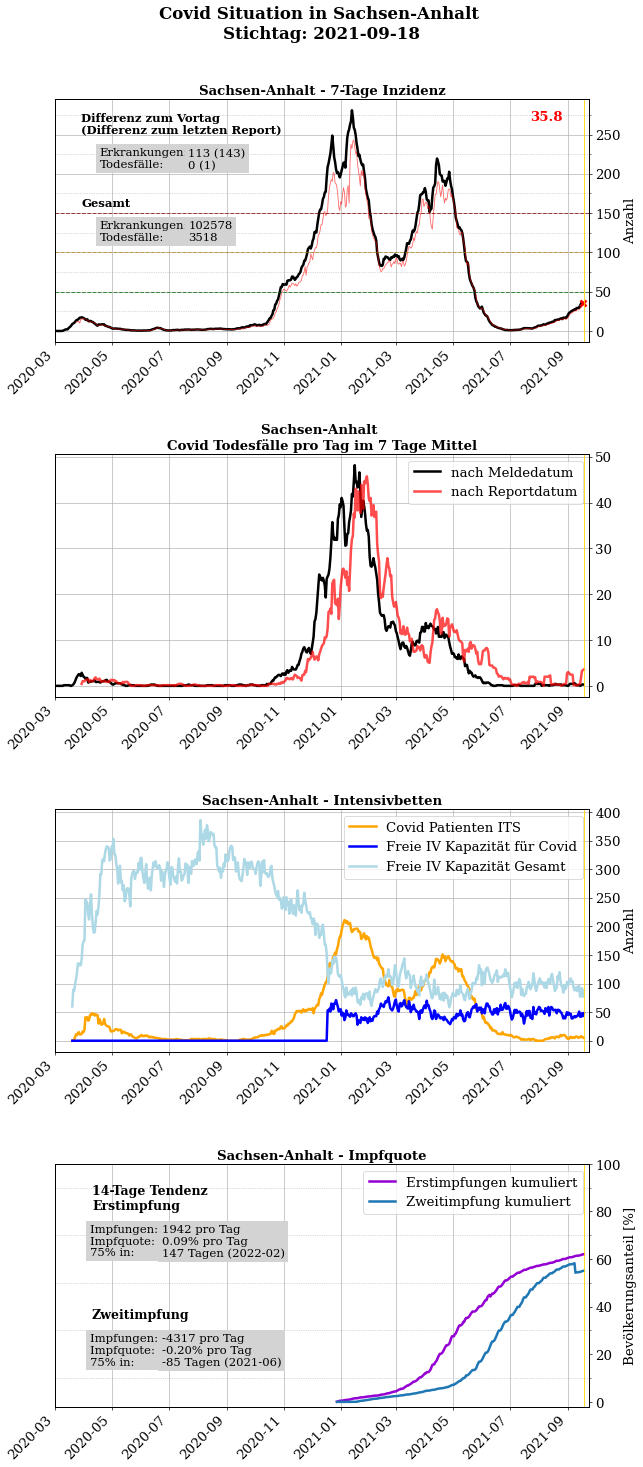 Covid Situation in Sachsen-Anhalt
Stichtag: 2021-09-18
Sachsen-Anhalt - 7-Tage Inzidenz
Differenz zum Vortag
(Differenz zum letzten Report)
Erkrankungen 113 (143)
Todesfälle: 0 (1)
Gesamt
Erkrankungen 102578
Todesfälle: 3518
35.8
250
200
150
100
50
0
Anzahl
2020-03 2020-05 2020-07 2020-09 2020-11 2021-01 2021-03 2021-05 2021-07 2021-09
Sachsen-Anhalt
Covid Todesfälle pro Tag im 7 Tage Mittel
nach Meldedatum
nach Reportdatum
50
40
30
20
10
0
2020-03 2020-05 2020-07 2020-09 2020-11 2021-01 2021-03 2021-05 2021-07 2021-09
Sachsen-Anhalt - Intensivbetten
Covid Patienten ITS
Freie IV Kapazität für Covid
Freie IV Kapazität Gesamt
400
350
300
250
200
150
100
50
0
Anzahl
2020-03 2020-05 2020-07 2020-09 2020-11 2021-01 2021-03 2021-05 2021-07 2021-09
Sachsen-Anhalt - Impfquote
14-Tage Tendenz
Erstimpfung
Impfungen: 1942 pro Tag
Impfquote: 0.09% pro Tag
75% in: 147 Tagen (2022-02)
Zweitimpfung
Impfungen: -4317 pro Tag
Impfquote: -0.20% pro Tag
75% in: -85 Tagen (2021-06)
Erstimpfungen kumuliert
Zweitimpfung kumuliert
100
80
60
40
20
0
Bevölkerungsanteil [%]
2020-03 2020-05 2020-07 2020-09 2020-11 2021-01 2021-03 2021-05 2021-07 2021-09